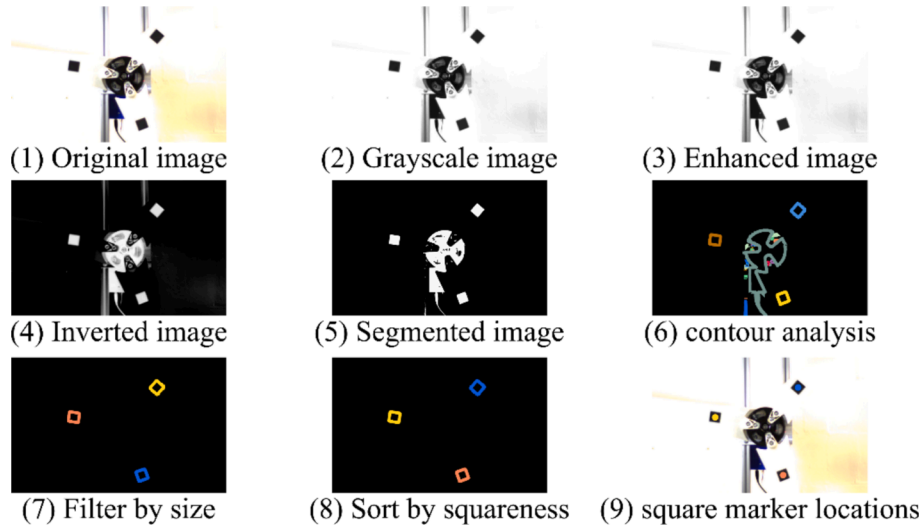 (1) Original image
(2) Grayscale image
(3) Enhanced image
(4) Inverted image
(5) Segmented image
(6) contour analysis
(7) Filter by size
(8) Sort by squareness
(9) square marker locations